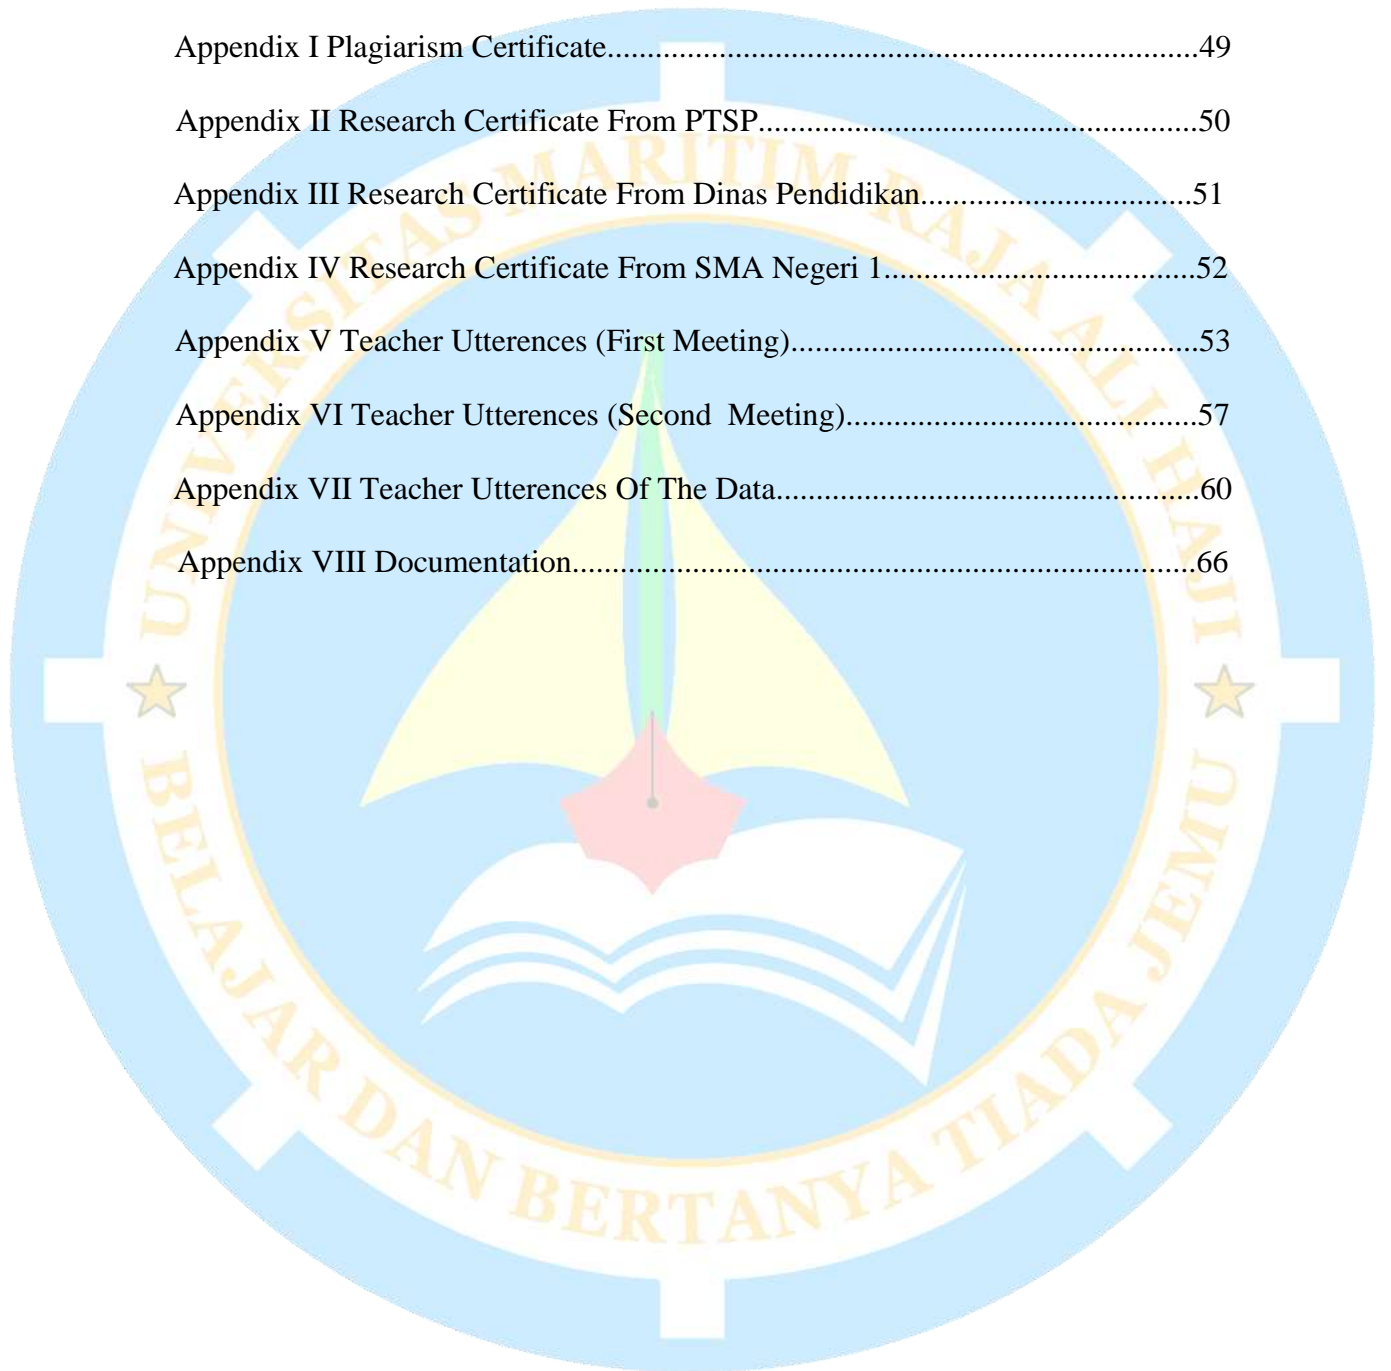 Appendix I Plagiarism Certificate..........................................................................49
Appendix II Research Certificate From PTSP.......................................................50
Appendix III Research Certificate From Dinas Pendidikan..................................51
Appendix IV Research Certificate From SMA Negeri 1.......................................52
Appendix V Teacher Utterences (First Meeting)...................................................53
Appendix VI Teacher Utterences (Second  Meeting)............................................57
Appendix VII Teacher Utterences Of The Data.....................................................60
Appendix VIII Documentation..............................................................................66
UNIVERSITAS MARITIM RAJA ALI HAJI
BELAJAR DAN BERTANYA TIADA JEMU